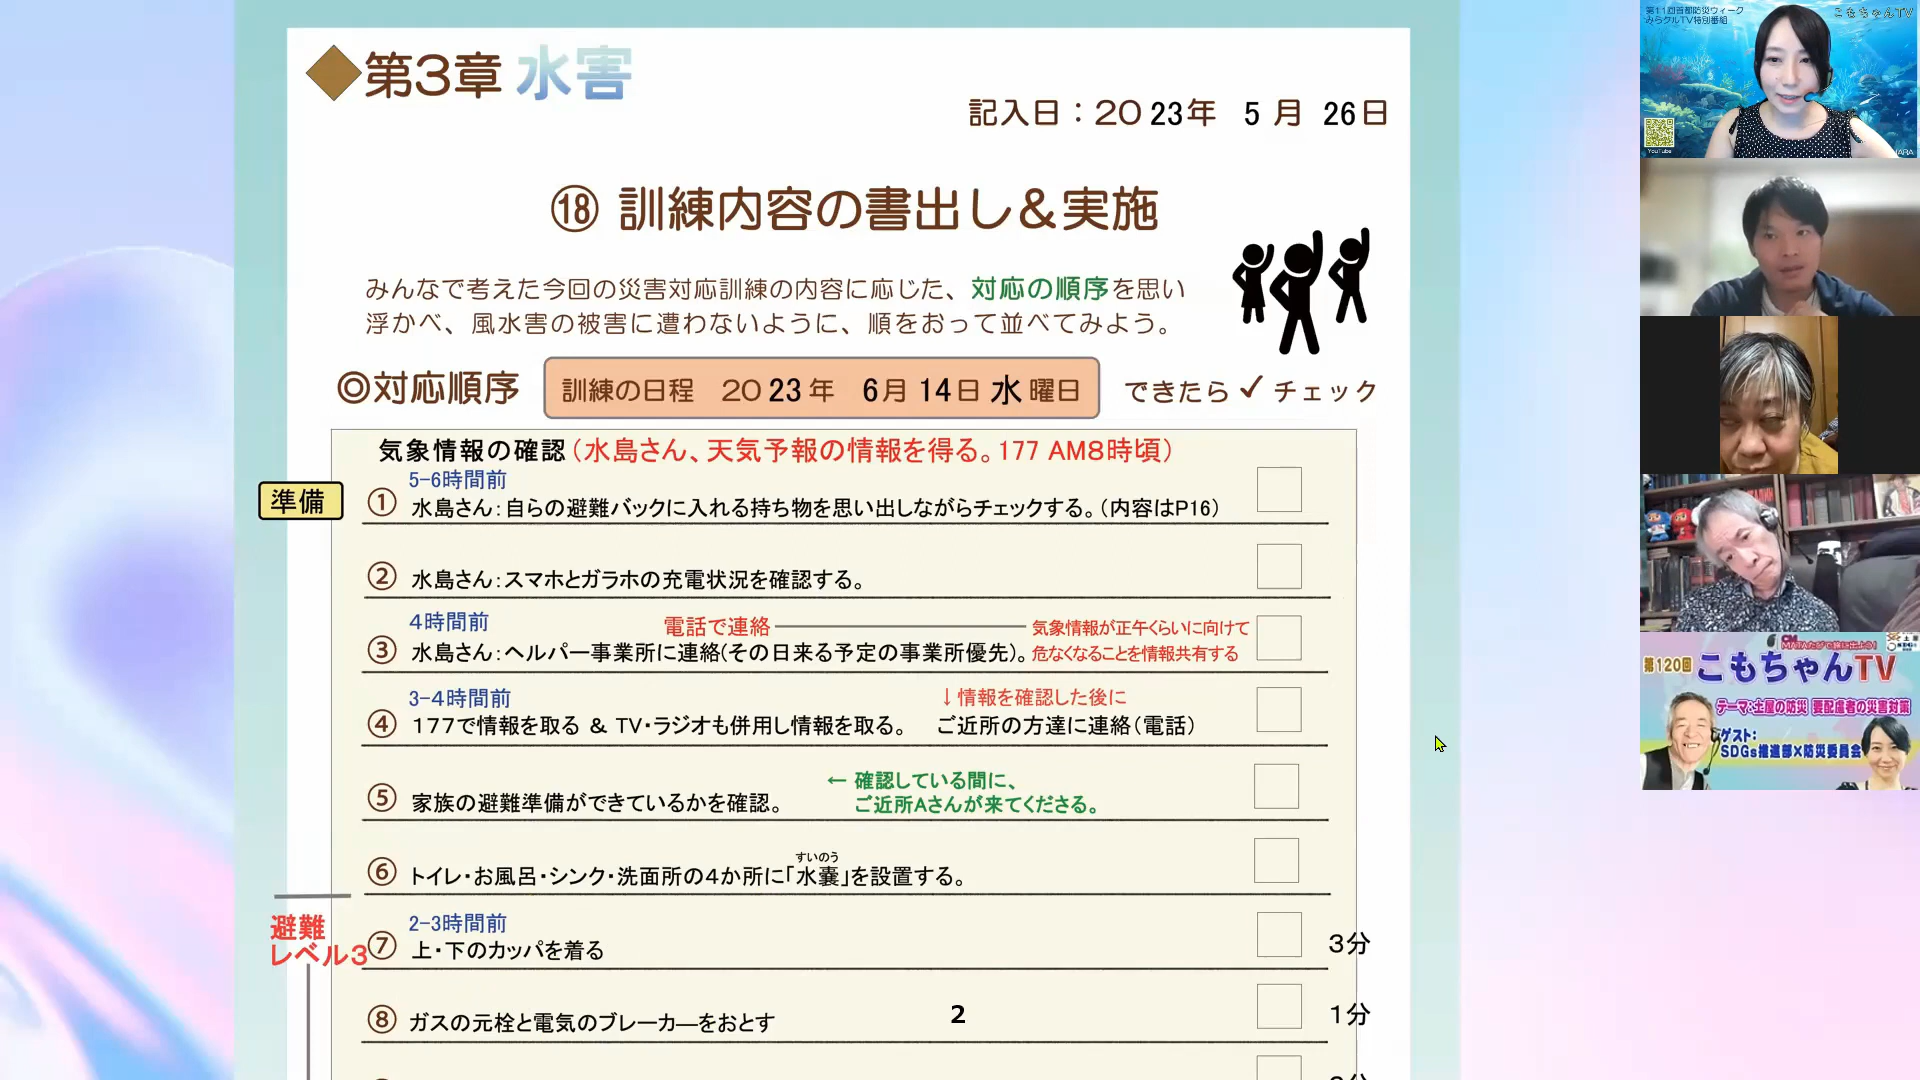 第3章 水害
記入日：2023年 5月 26日
⑱ 訓練内容の書出し＆実施
みんなで考えた今回の災害対応訓練の内容に応じた、対応の順序を思い
浮かべ、風水害の被害に遭わないように、順をおって並べてみよう。
◎対応順序 訓練の日程 2023年 6月14日水曜日 できたら✓チェック
気象情報の確認（水島さん、天気予報の情報を得る。177 AM8時頃）
5-6時間前
準備 ① 水島さん：自らの避難バックに入れる持ち物を思い出しながらチェックする。（内容はP16）
② 水島さん：スマホとガラホの充電状況を確認する。
4時間前 電話で連絡 気象情報が正午くらいに向けて
③ 水島さん：ヘルパー事業所に連絡（その日来る予定の事業所優先）。 危なくなることを情報共有する
3-4時間前 ↓情報を確認した後に
④ 177で情報を取る ＆ TV・ラジオも併用し情報を取る。 ご近所の方達に連絡（電話）
← 確認している間に、
⑤ 家族の避難準備ができているかを確認。 ご近所Aさんが来てくださる。
すいのう
⑥ トイレ・お風呂・シンク・洗面所の4か所に「水嚢」を設置する。
避難
レベル3
2-3時間前
⑦ 上・下のカッパを着る 3分
⑧ ガスの元栓と電気のブレーカ―をおとす 1分
2
第11回首都防災ウィーク
みらクルTV特別番組
こもちゃんTV
YouTube
第120回 こもちゃんTV
テーマ:土屋の防災 要配慮者の災害対策
ゲスト:
SDGs推進部×防災委員会